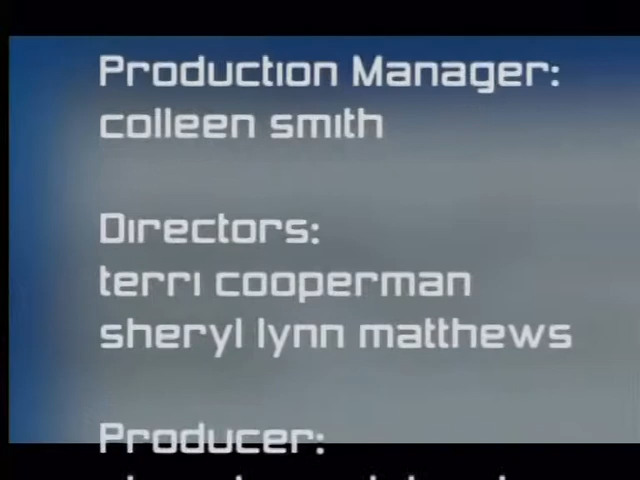 Production Manager:
colleen smith
Directors:
terri cooperman
sheryl lynn matthews
Producer: